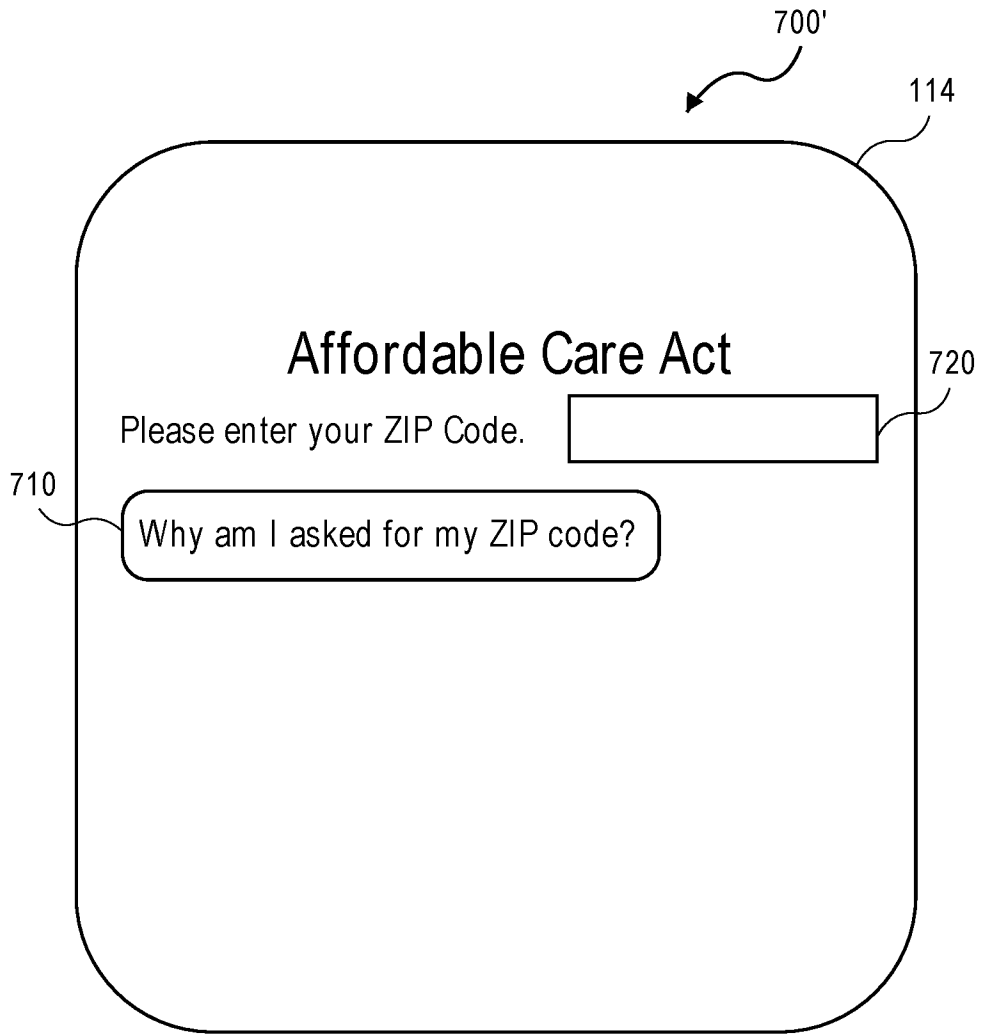 700'
114
Affordable Care Act
720
Please enter your ZIP Code.
710
Why am I asked for my ZIP code?